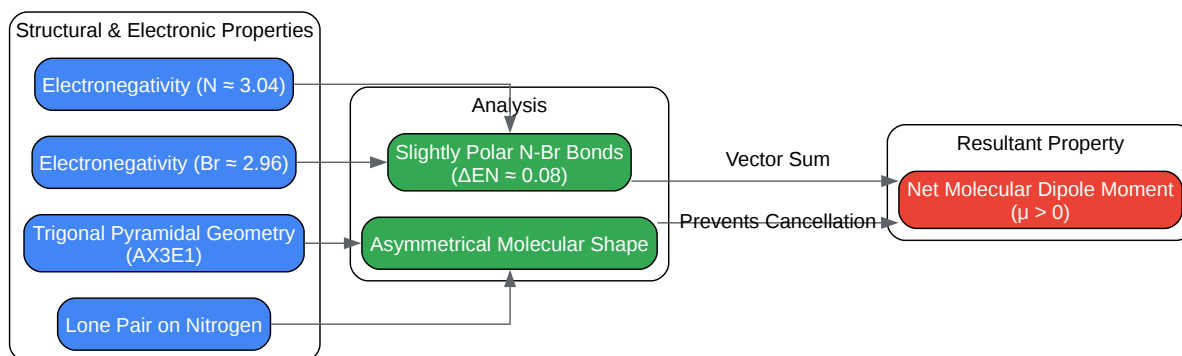 Structural & Electronic Properties
Electronegativity (N ≈ 3.04)
Electronegativity (Br ≈ 2.96)
Trigonal Pyramidal Geometry
(AX3E1)
Lone Pair on Nitrogen
Analysis
Slightly Polar N-Br Bonds
(ΔEN ≈ 0.08)
Asymmetrical Molecular Shape
Vector Sum
Prevents Cancellation
Resultant Property
Net Molecular Dipole Moment
(μ > 0)